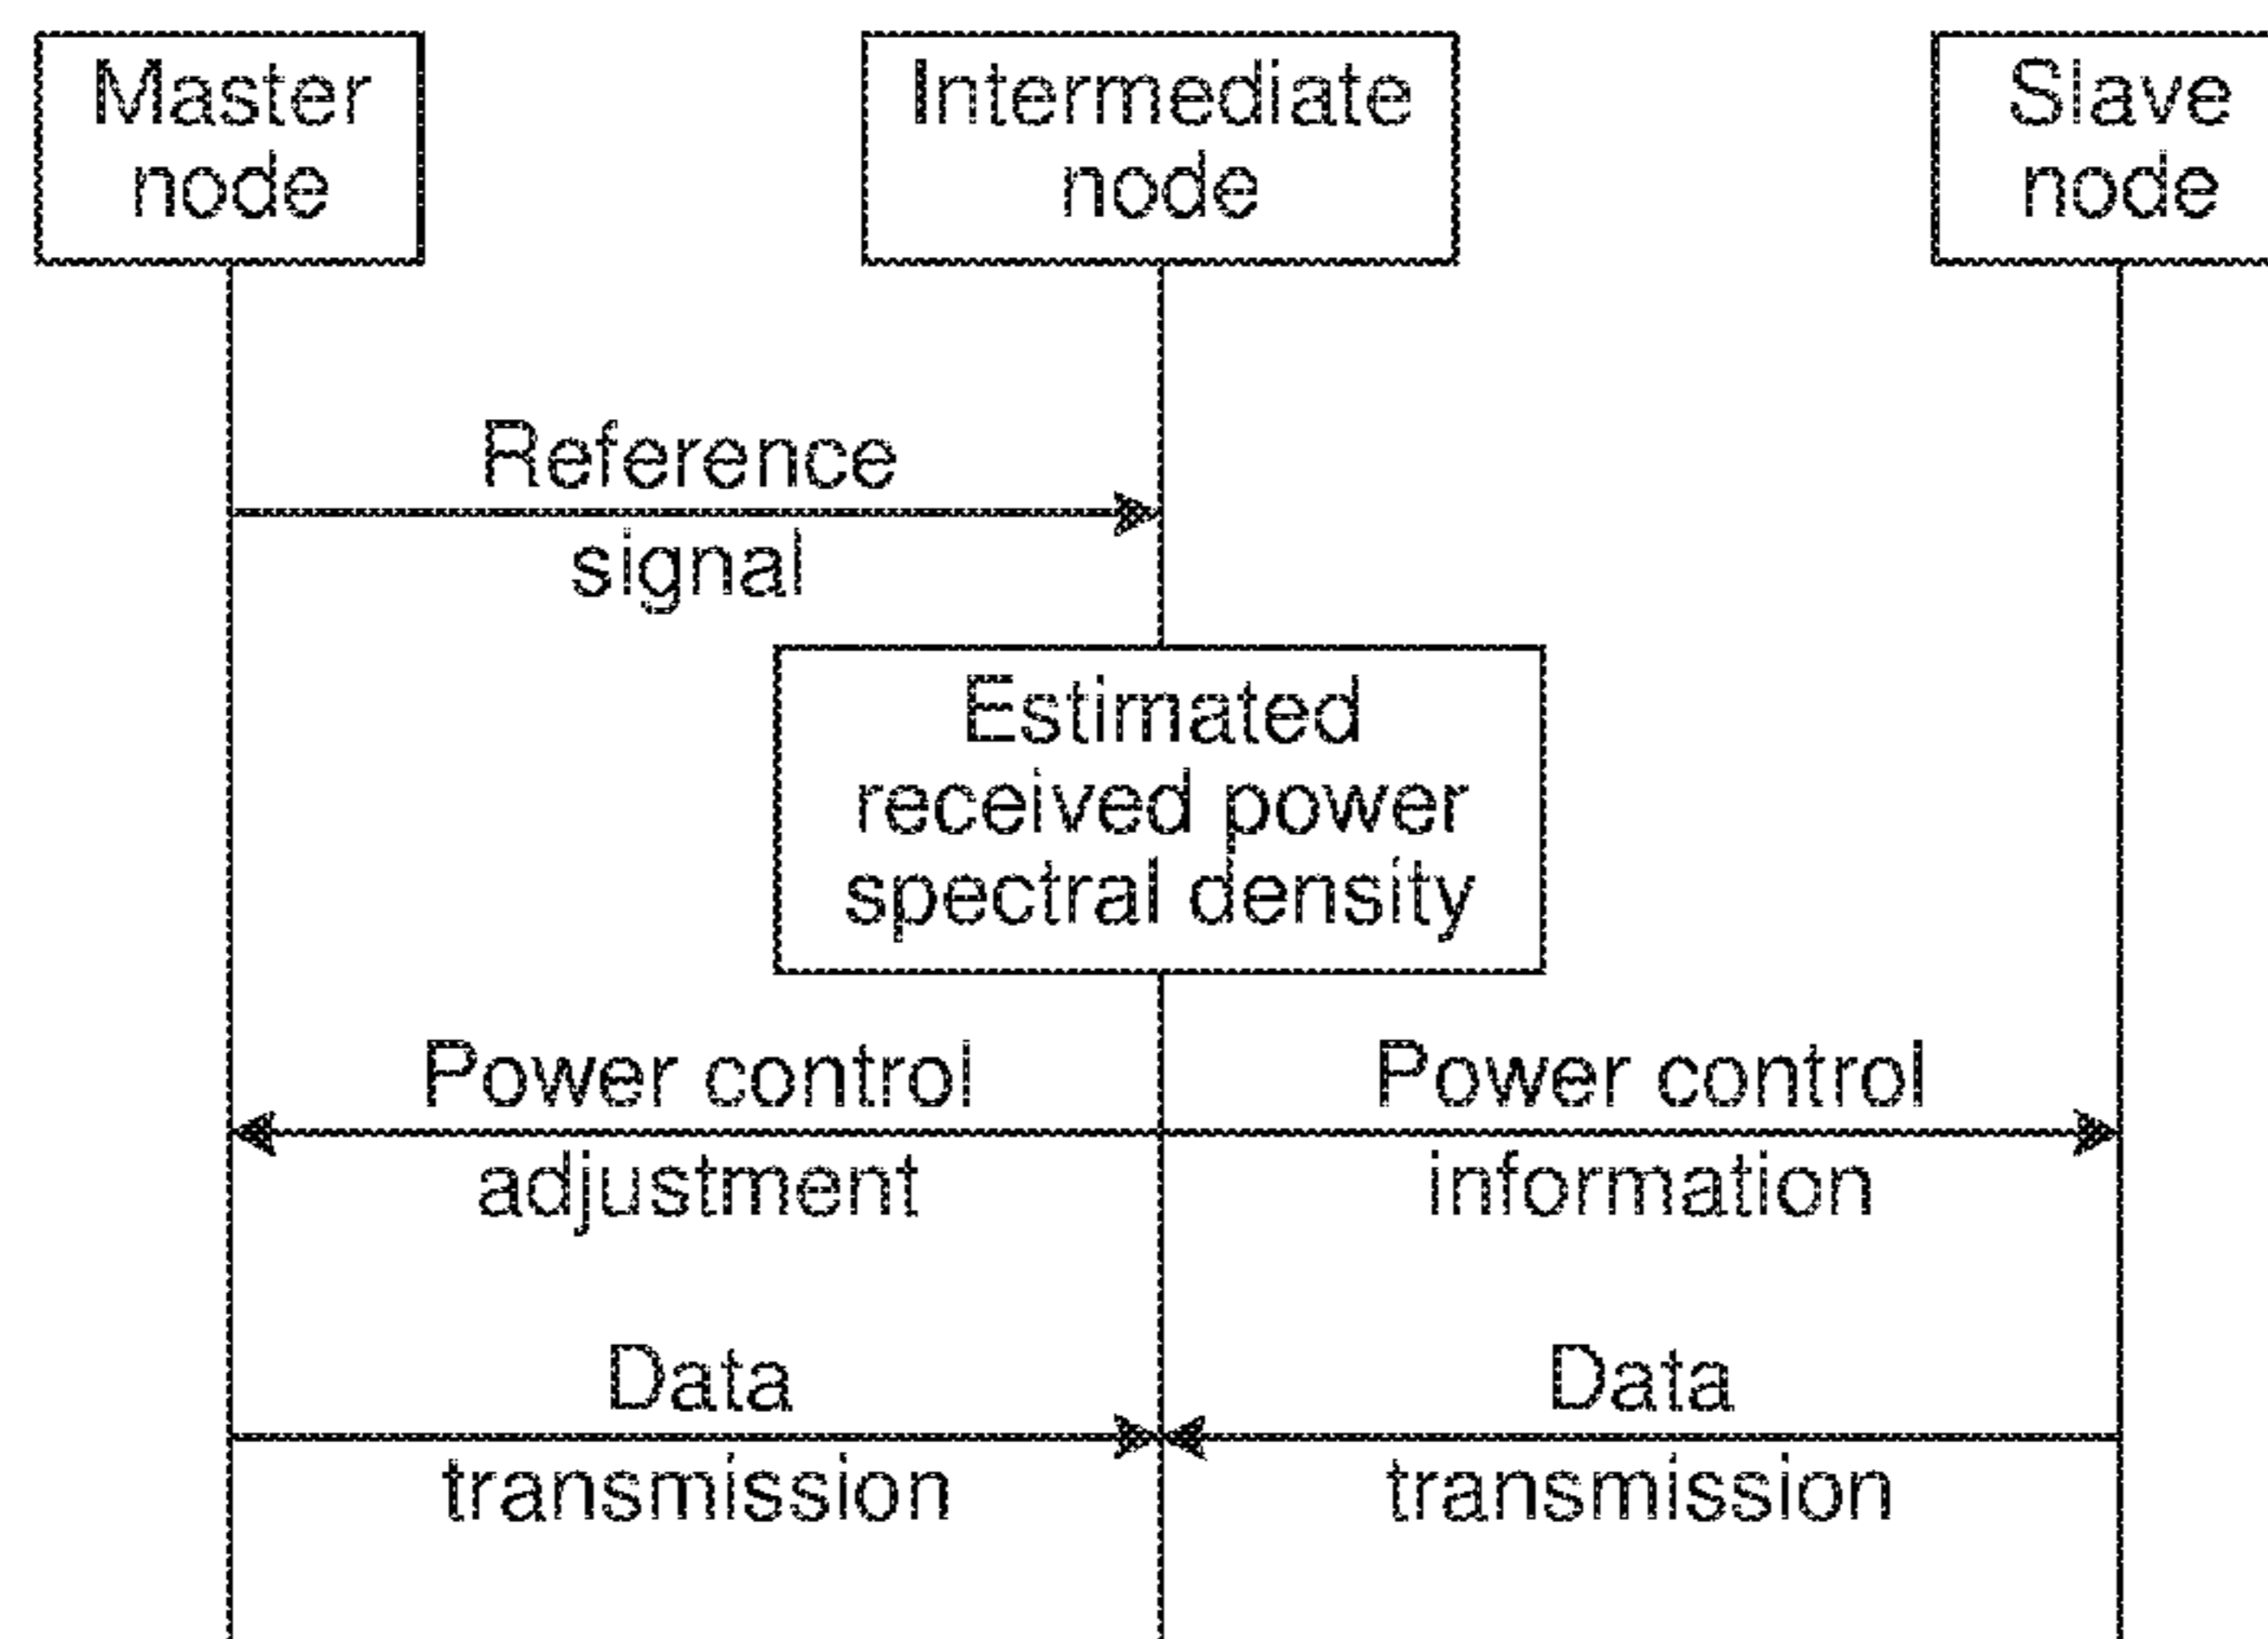 Master
node
Intermediate
node
Slave
node
Reference
signal
Estimated
received power
spectral density
Power control
adjustment
Power control
information
Data
transmission
Data
transmission